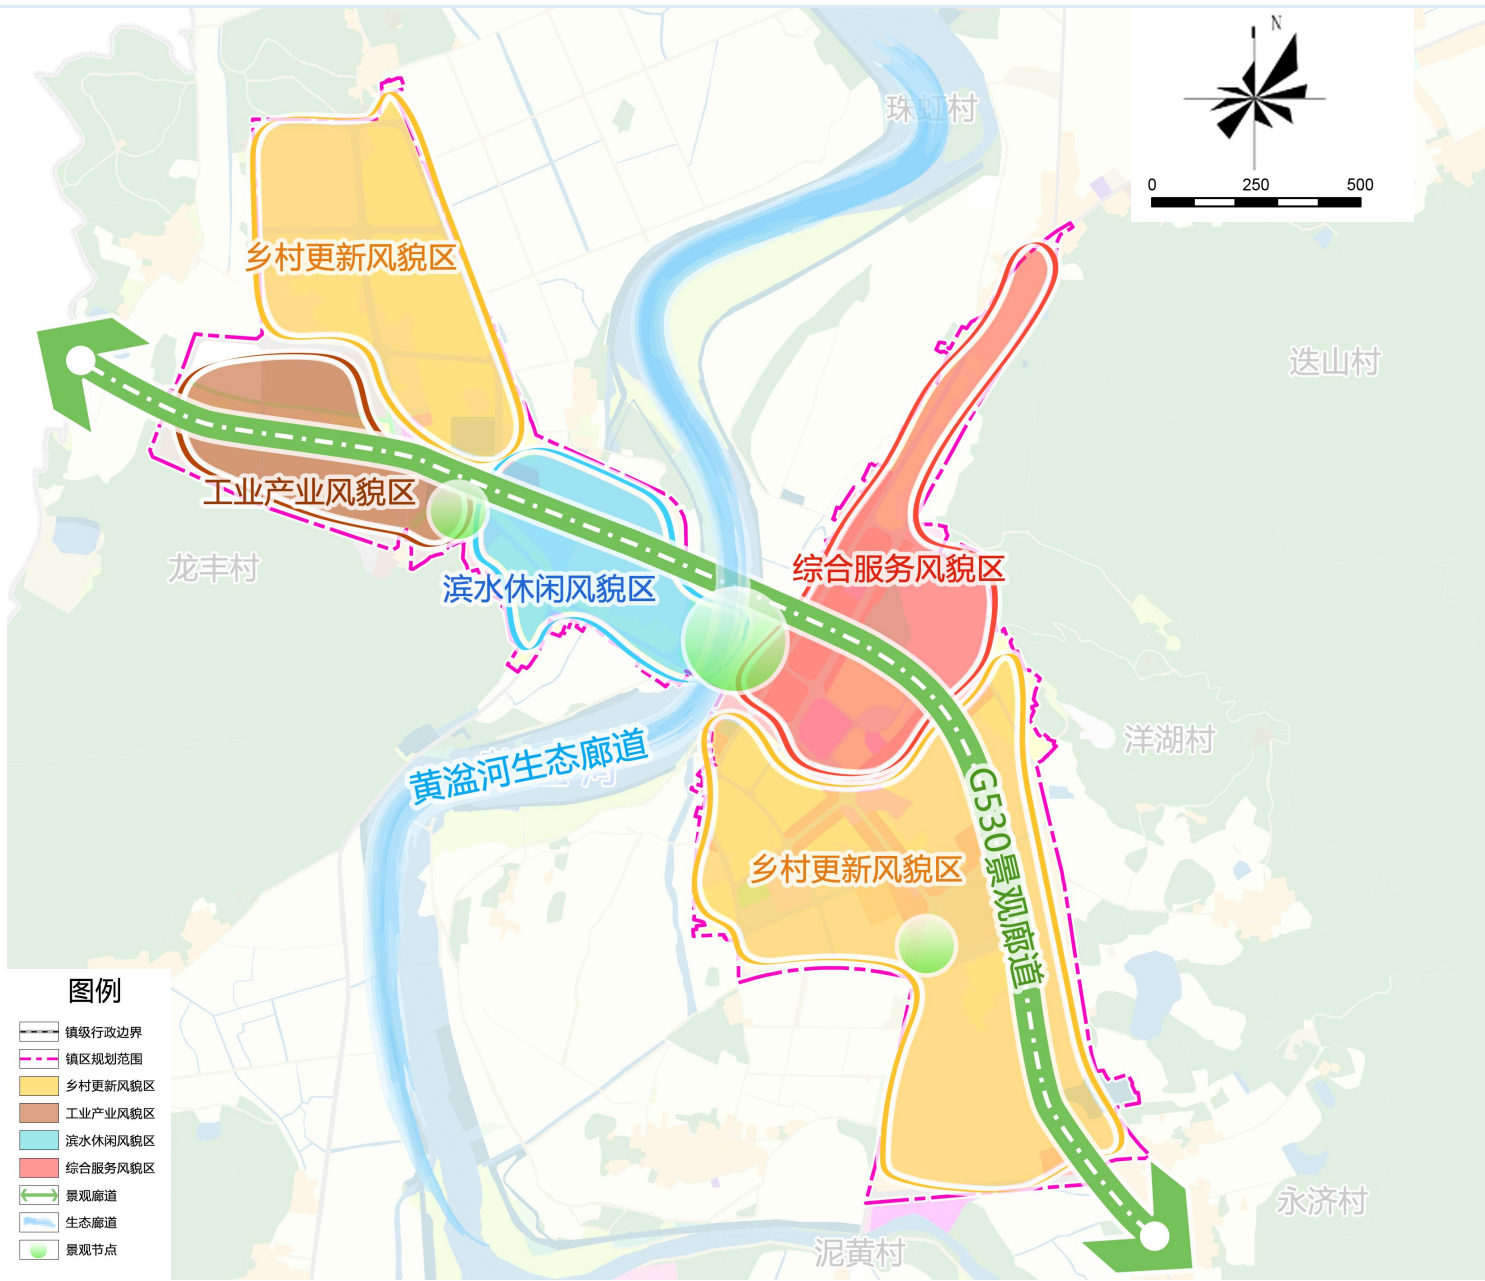 N
0 250 500
珠虹村
乡村更新风貌区
迭山村
工业产业风貌区
龙丰村
综合服务风貌区
滨水休闲风貌区
洋湖村
黄湓河生态廊道
G530景观廊道
乡村更新风貌区
图例
镇级行政边界
镇区规划范围
乡村更新风貌区
工业产业风貌区
滨水休闲风貌区
综合服务风貌区
景观廊道
生态廊道
景观节点
永济村
泥黄村